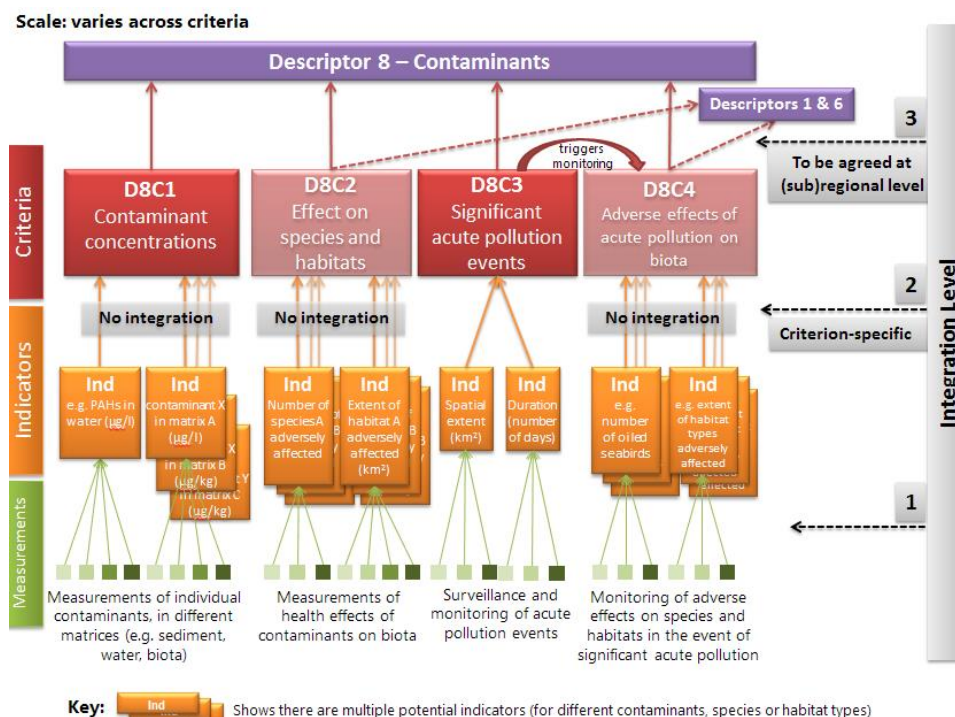 Scale: varies across criteria
Descriptor 8 – Contaminants
Descriptors 1 & 6
3
triggers
monitoring
To be agreed at
(sub)regional level
Criteria
D8C1
Contaminant
concentrations
D8C2
Effect on
species and
habitats
D8C3
Significant
acute pollution
events
D8C4
Adverse effects of
acute pollution on
biota
2
Criterion-specific
Integration Level
No integration
No integration
No integration
Indicators
Ind
e.g. PAHs in
water (µg/l)
Ind
contaminant X
in matrix A
(µg/l)
X
in matrix B
(µg/kg)
Y
in matrix C
(µg/kg)
Ind
Number of
species A
adversely
affected
Ind
Extent of
habitat A
adversely
affected
(km²)
B
Ind
Spatial
extent
(km²)
Ind
Duration
(number
of days)
Ind
e.g.
number
of oiled
seabirds
Ind
e.g. extent
of habitat
types
adversely
affected
affected
1
Measurements
Measurements of individual
contaminants, in different
matrices (e.g. sediment,
water, biota)
Measurements of
health effects of
contaminants on biota
Surveillance and
monitoring of acute
pollution events
Monitoring of adverse
effects on species and
habitats in the event of
significant acute pollution
Key:
Ind
Shows there are multiple potential indicators (for different contaminants, species or habitat types)